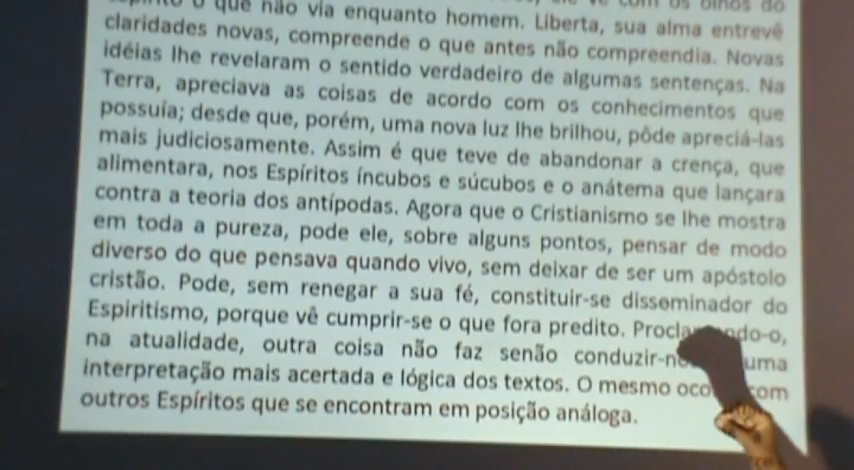 o que não via enquanto homem. Liberta, sua alma entrevê
claridades novas, compreende o que antes não compreendia. Novas
idéias lhe revelaram o sentido verdadeiro de algumas sentenças. Na
Terra, apreciava as coisas de acordo com os conhecimentos que
possuía; desde que, porém, uma nova luz lhe brilhou, pôde apreciá-las
mais judiciosamente. Assim é que teve de abandonar a crença, que
alimentara, nos Espíritos íncubos e súcubos e o anátema que lançara
contra a teoria dos antípodas. Agora que o Cristianismo se lhe mostra
em toda a pureza, pode ele, sobre alguns pontos, pensar de modo
diverso do que pensava quando vivo, sem deixar de ser um apóstolo
cristão. Pode, sem renegar a sua fé, constituir-se disseminador do
Espiritismo, porque vê cumprir-se o que fora predito.
na atualidade, outra coisa não faz senão uma
interpretação mais acertada e lógica dos textos. O mesmo com
outros Espíritos que se encontram em posição análoga.